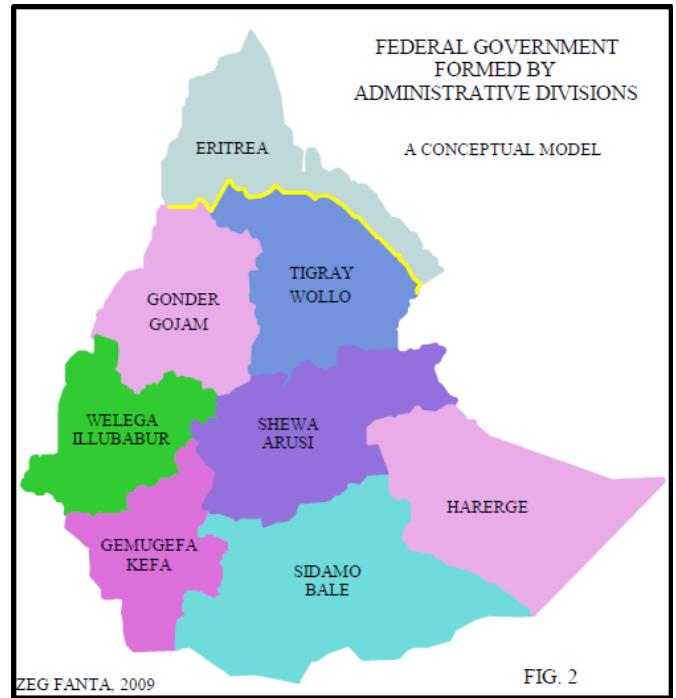 FEDERAL GOVERNMENT
FORMED BY
ADMINISTRATIVE DIVISIONS
A CONCEPTUAL MODEL
ERITREA
TIGRAY
WOLLO
GONDER
GOJAM
WELEGA
ILLUBABUR
SHEWA
ARUSI
HARERGE
GEMUGEFA
KEFA
SIDAMO
BALE
ZEG FANTA, 2009
FIG. 2